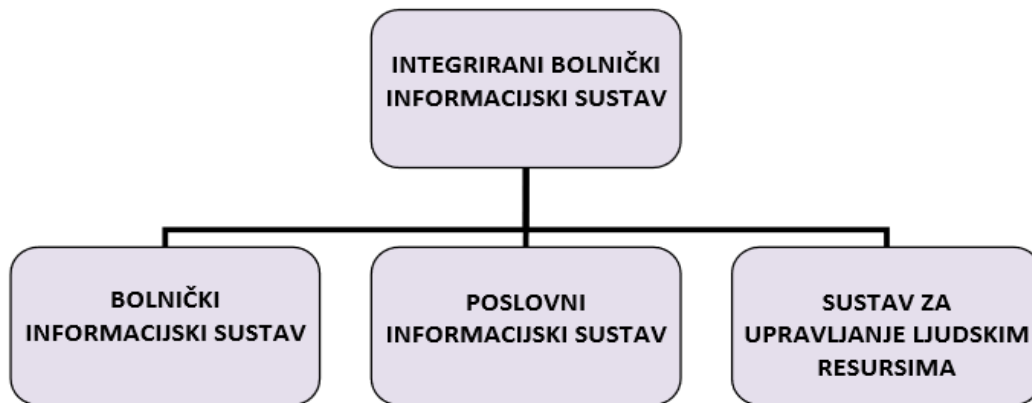 INTEGRIRANI BOLNIČKI
INFORMACIJSKI SUSTAV
BOLNIČKI
INFORMACIJSKI SUSTAV
POSLOVNI
INFORMACIJSKI SUSTAV
SUSTAV ZA
UPRAVLJANJE LJUDSKIM
RESURSIMA